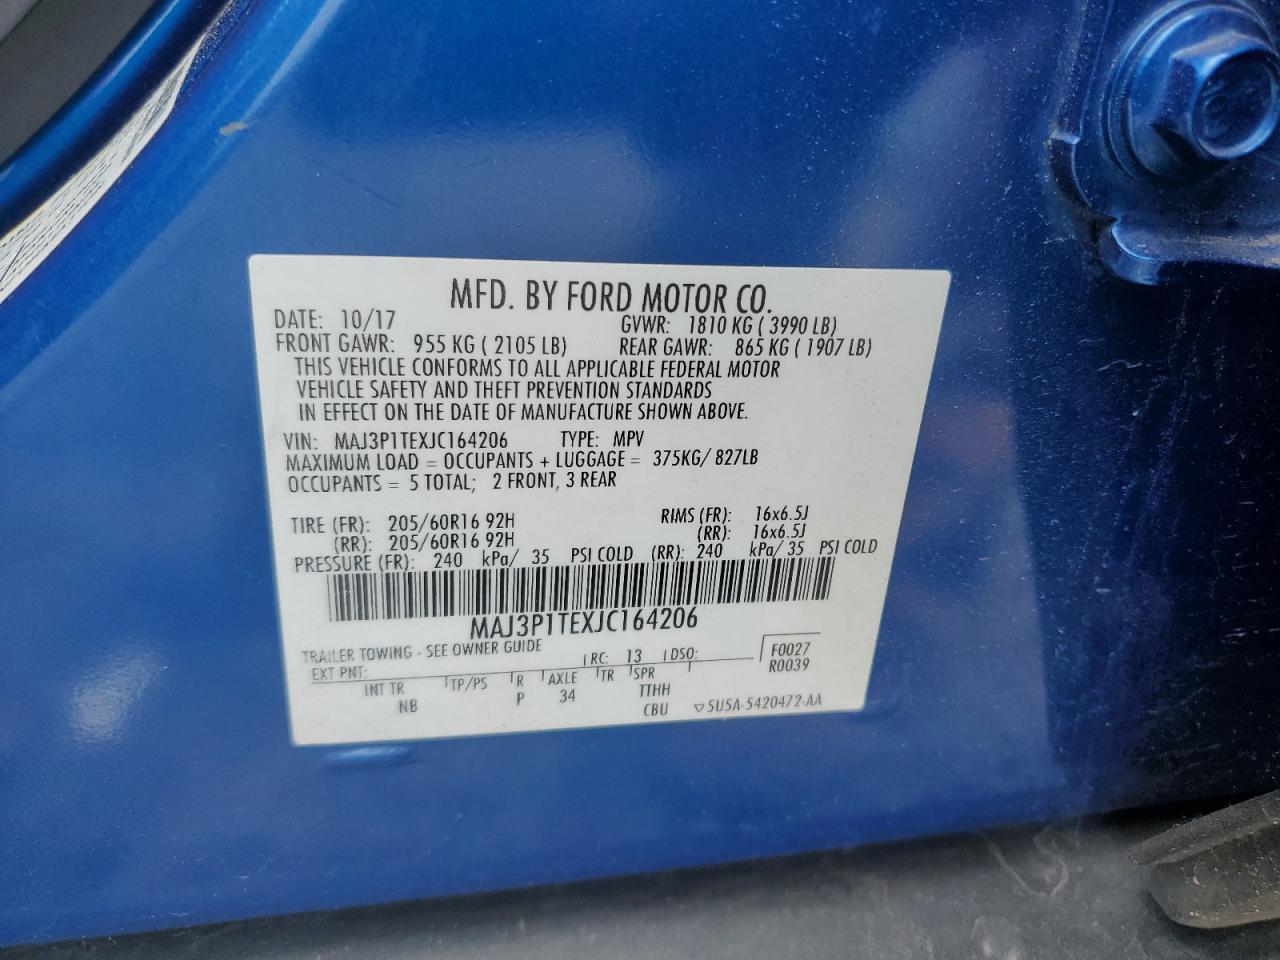 MFD. BY FORD MOTOR CO.
DATE: 10/17 GVWR: 1810 KG ( 3990 LB)
FRONT GAWR: 955 KG ( 2105 LB) REAR GAWR: 865 KG ( 1907 LB)
THIS VEHICLE CONFORMS TO ALL APPLICABLE FEDERAL MOTOR
VEHICLE SAFETY AND THEFT PREVENTION STANDARDS
IN EFFECT ON THE DATE OF MANUFACTURE SHOWN ABOVE.
VIN: MAJ3P1TEXJC164206 TYPE: MPV
MAXIMUM LOAD = OCCUPANTS + LUGGAGE = 375KG/ 827LB
OCCUPANTS = 5 TOTAL; 2 FRONT, 3 REAR
TIRE (FR): 205/60R16 92H RIMS (FR): 16x6.5J
(RR): 205/60R16 92H (RR): 16x6.5J
PRESSURE (FR): 240 kPa/ 35 PSI COLD (RR): 240 kPa/ 35 PSI COLD
MAJ3P1TEXJC164206
TRAILER TOWING - SEE OWNER GUIDE
EXT PNT: RC: 13 DSO: F0027
R0039
INT TR TP/PS R AXLE TR SPR
NB P 34 TTHH
CBU ▽5U5A-5420472-AA